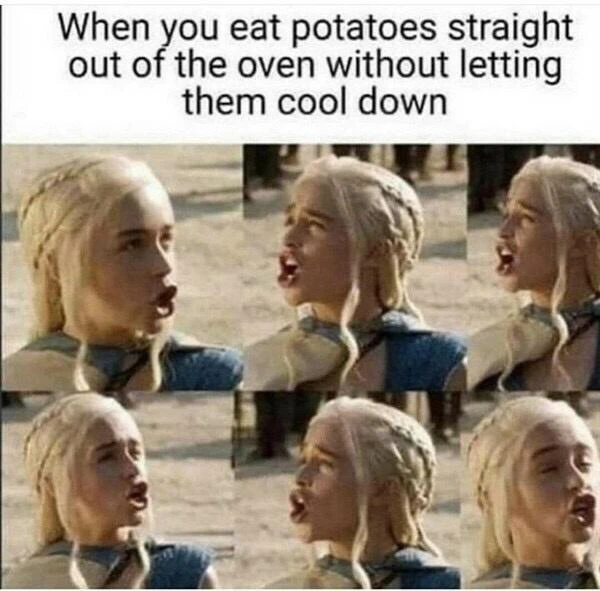 When you eat potatoes straight
out of the oven without letting
them cool down